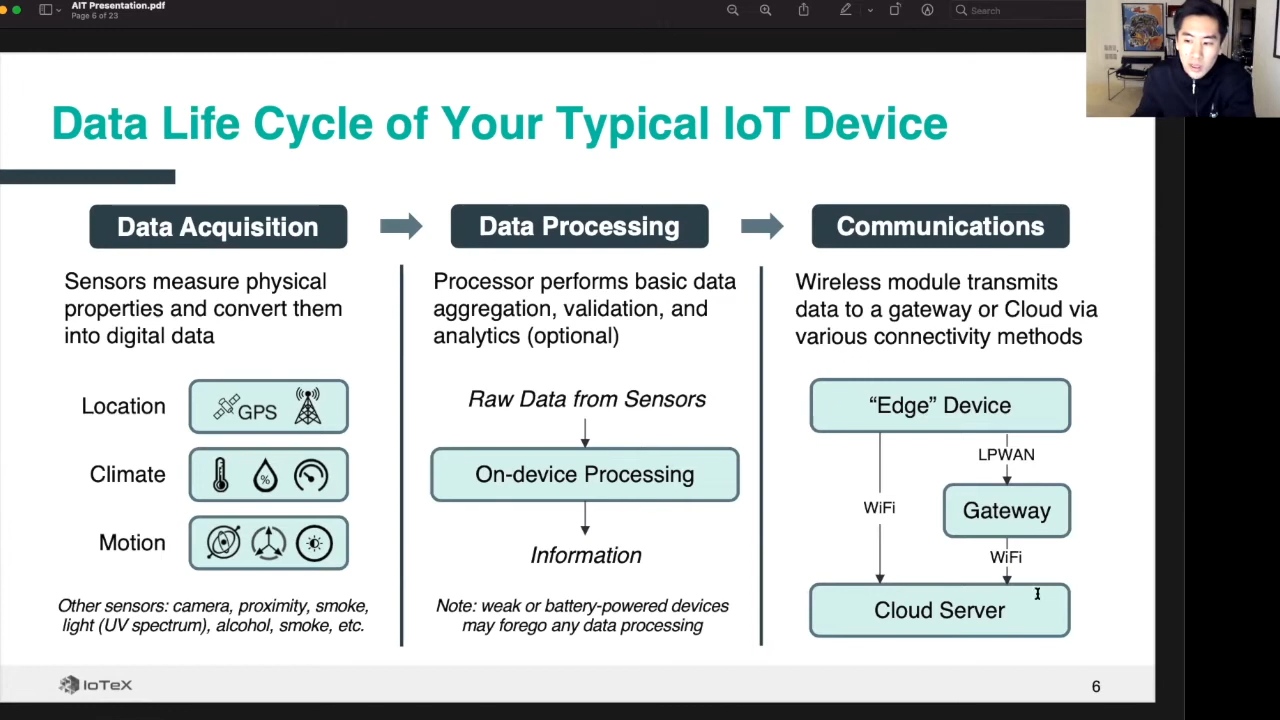 AIT Presentation.pdf
Page 6 of 23
Search
Data Life Cycle of Your Typical IoT Device
Data Acquisition
Sensors measure physical
properties and convert them
into digital data
Location
GPS
Climate
%
Motion
Other sensors: camera, proximity, smoke,
light (UV spectrum), alcohol, smoke, etc.
Data Processing
Processor performs basic data
aggregation, validation, and
analytics (optional)
Raw Data from Sensors
On-device Processing
Information
Note: weak or battery-powered devices
may forego any data processing
Communications
Wireless module transmits
data to a gateway or Cloud via
various connectivity methods
“Edge” Device
LPWAN
WiFi
Gateway
WiFi
Cloud Server
IoTeX
6